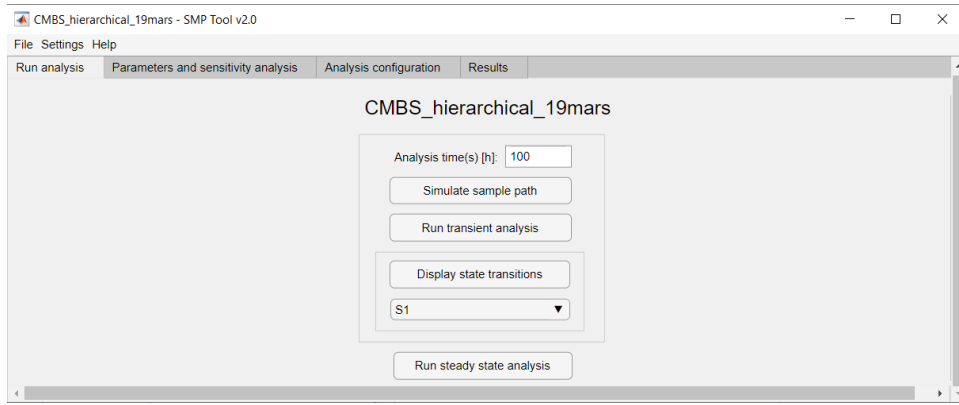 CMBS_hierarchical_19mars - SMP Tool v2.0
File Settings Help
Run analysis Parameters and sensitivity analysis Analysis configuration Results
CMBS_hierarchical_19mars
Analysis time(s) [h]: 100
Simulate sample path
Run transient analysis
Display state transitions
S1
Run steady state analysis